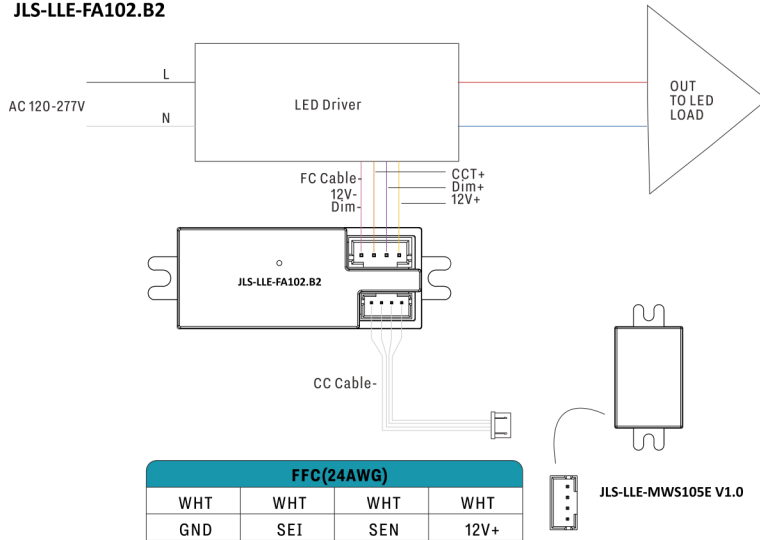 JLS-LLE-FA102.B2
L
AC 120-277V
LED Driver
N
OUT
TO LED
LOAD
FC Cable-
12V-
Dim-
CCT+
Dim+
12V+
JLS-LLE-FA102.B2
CC Cable-
JLS-LLE-MWS105E V1.0
FFC(24AWG)
WHT WHT WHT WHT
GND SEI SEN 12V+